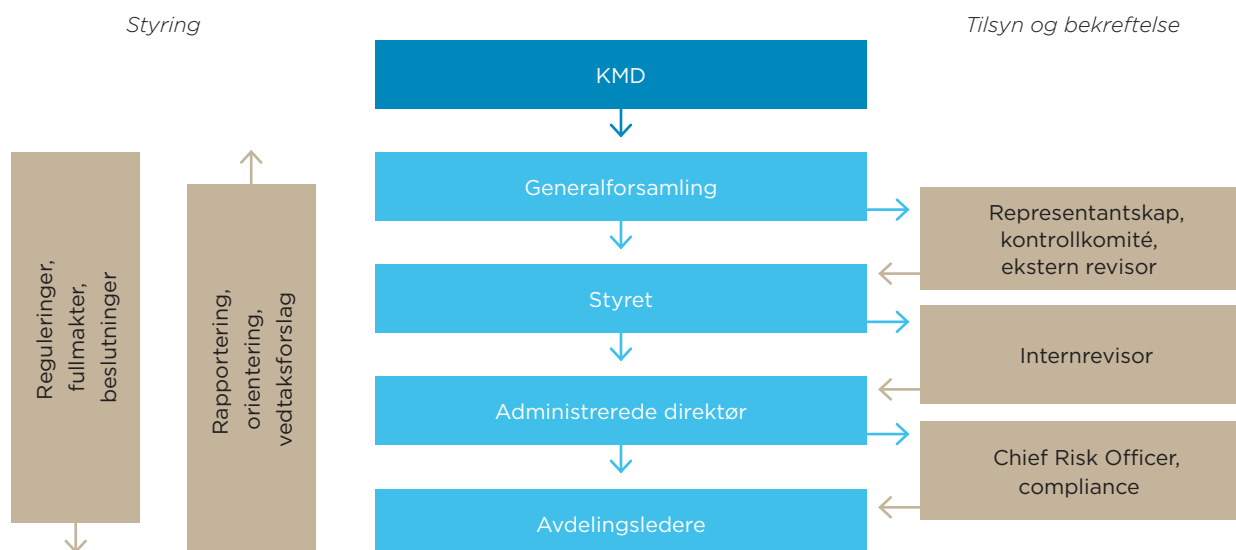 Styring
Tilsyn og bekreftelse
KMD
Reguleringer,
fullmakter,
beslutninger
Rapportering,
orientering,
vedtaksforslag
Generalforsamling
Representantskap,
kontrollkomité,
ekstern revisor
Styret
Internrevisor
Administrerede direktør
Chief Risk Officer,
compliance
Avdelingsledere